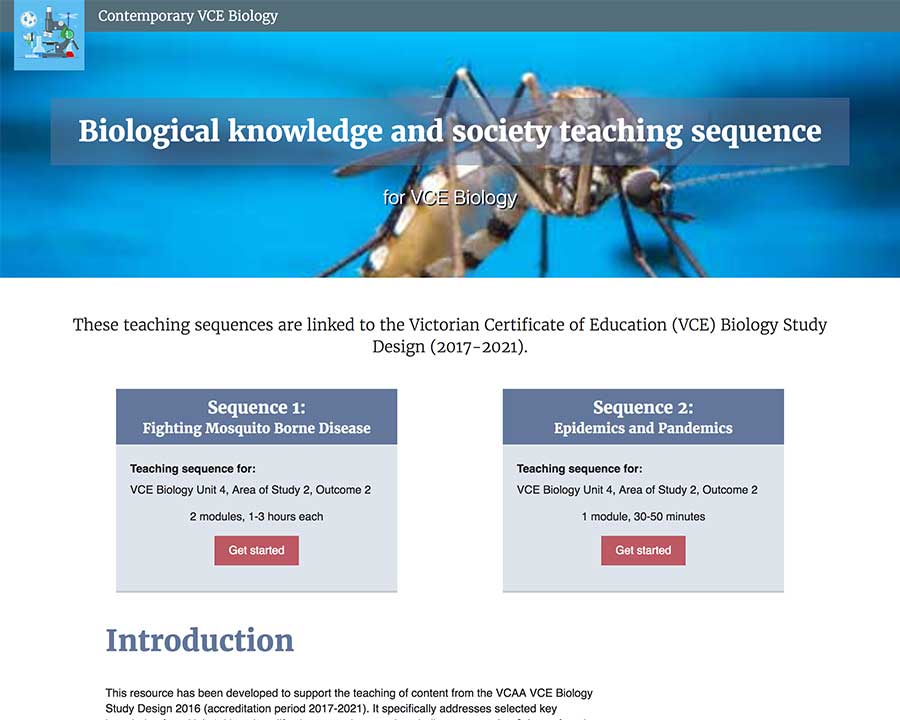 Contemporary VCE Biology
Biological knowledge and society teaching sequence
for VCE Biology
These teaching sequences are linked to the Victorian Certificate of Education (VCE) Biology Study
Design (2017-2021).
Sequence 1:
Fighting Mosquito Borne Disease
Teaching sequence for:
VCE Biology Unit 4, Area of Study 2, Outcome 2
2 modules, 1-3 hours each
Get started
Sequence 2:
Epidemics and Pandemics
Teaching sequence for:
VCE Biology Unit 4, Area of Study 2, Outcome 2
1 module, 30-50 minutes
Get started
Introduction
This resource has been developed to support the teaching of content from the VCAA VCE Biology
Study Design 2016 (accreditation period 2017-2021). It specifically addresses selected key